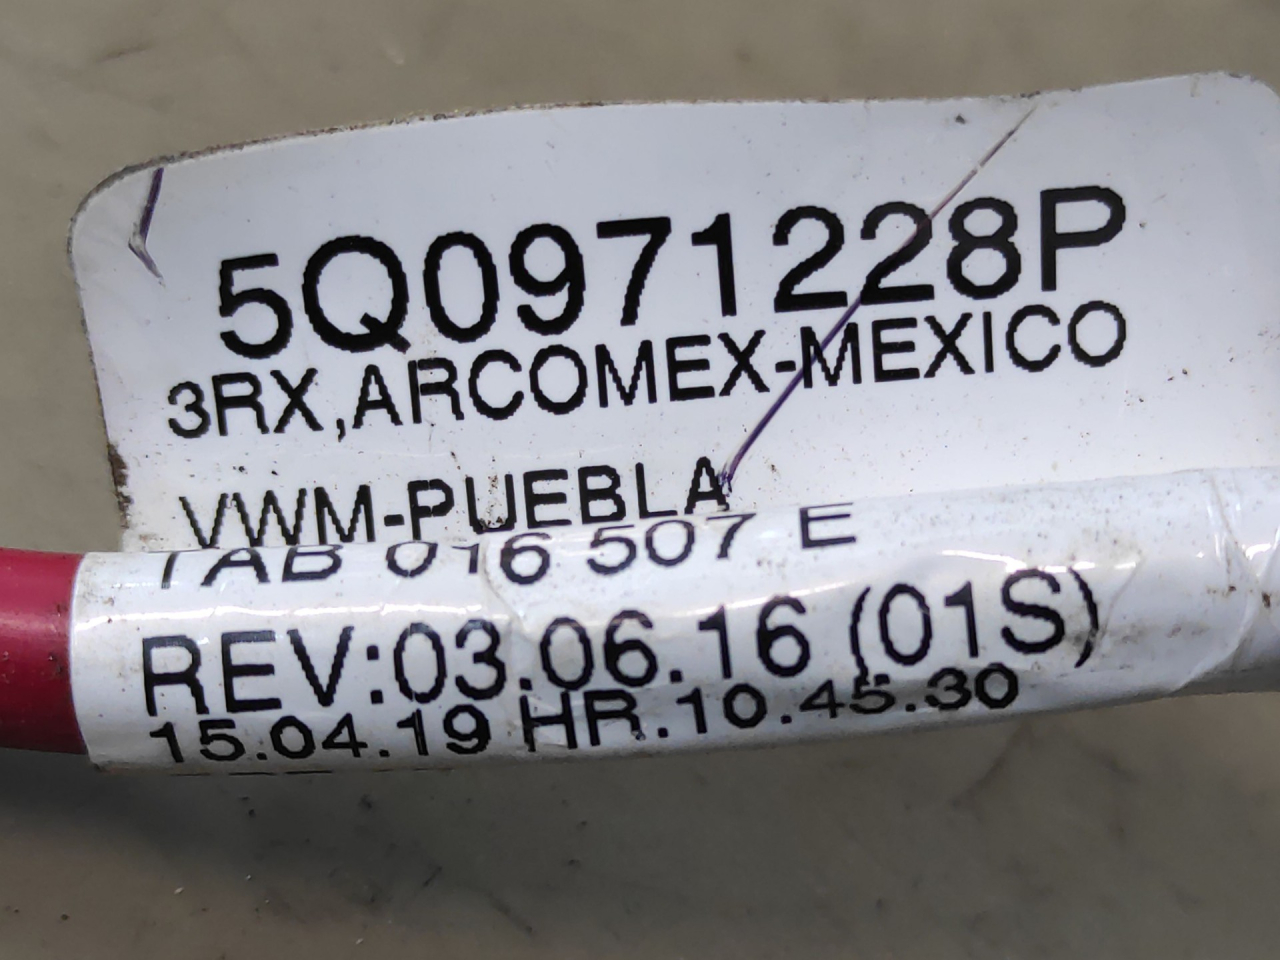 5Q0971228P
3RX,ARCOMEX-MEXICO
VWM-PUEBLA
TAB 016 507 E
REV:03.06.16 (01S)
15.04.19 HR.10.45.30